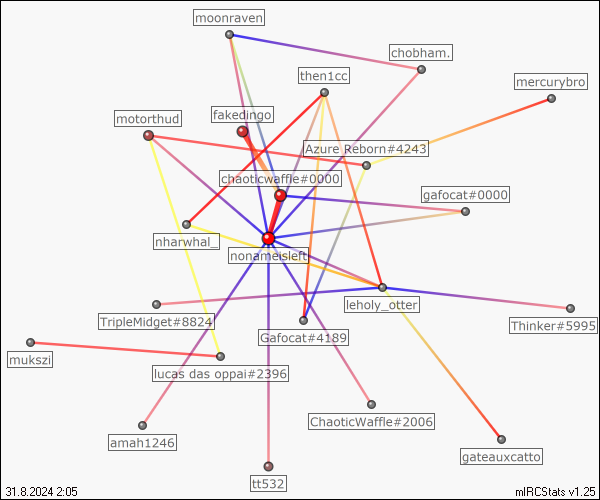 moonraven
chobham.
then1cc
mercurybro
fakedingo
motorthud
Azure Reborn#4243
chaoticwaffle#0000
gafocat#0000
nharwhal_
nonameisleft
leholy_otter
TripleMidget#8824
Thinker#5995
Gafocat#4189
mukszi
lucas das oppai#2396
ChaoticWaffle#2006
amah1246
gateauxcatto
tt532
31.8.2024 2:05
mIRCStats v1.25